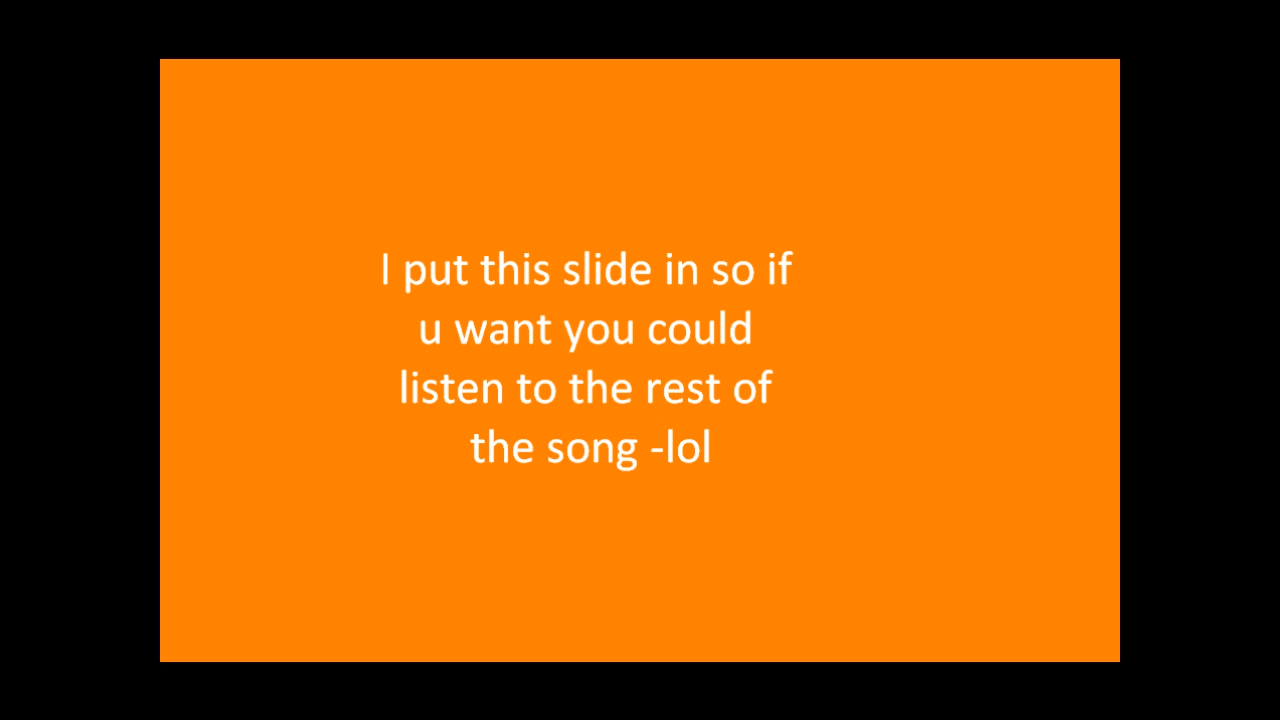 I put this slide in so if
u want you could
listen to the rest of
the song -lol